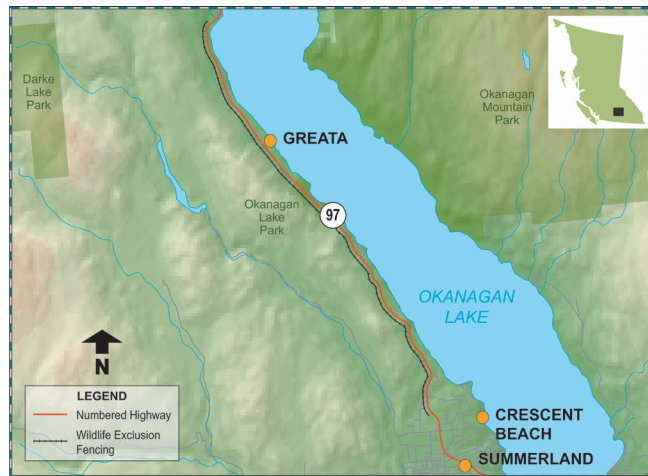 Darke
Lake
Park
Okanagan
Mountain
Park
GREATA
Okanagan
Lake
Park
97
OKANAGAN
LAKE
N
LEGEND
Numbered Highway
Wildlife Exclusion
Fencing
CRESCENT
BEACH
SUMMERLAND